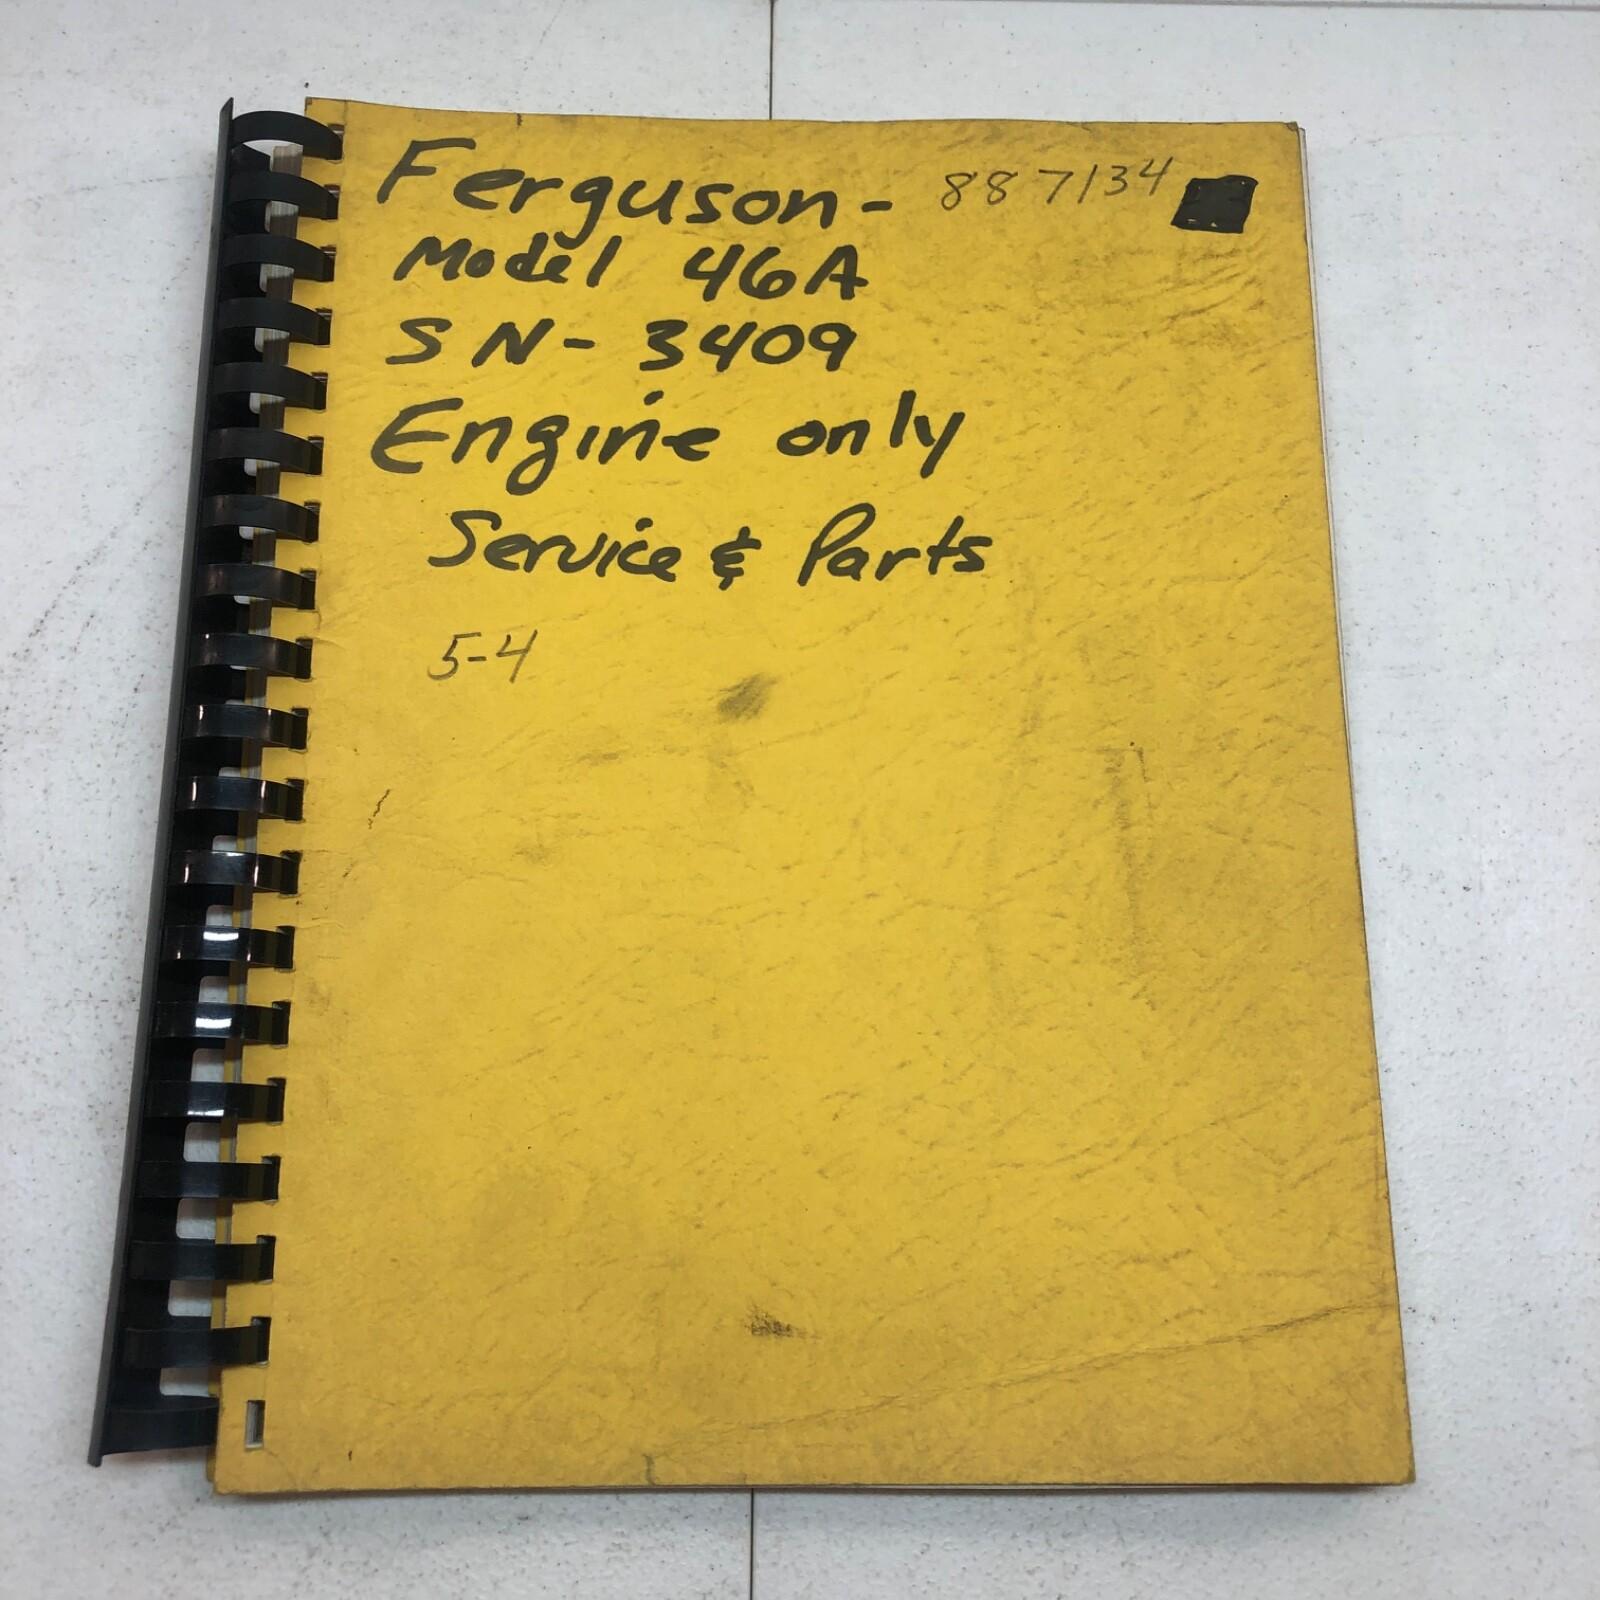 Ferguson- 887134
Model 46A
SN- 3409
Engine only
Service & Parts
5-4